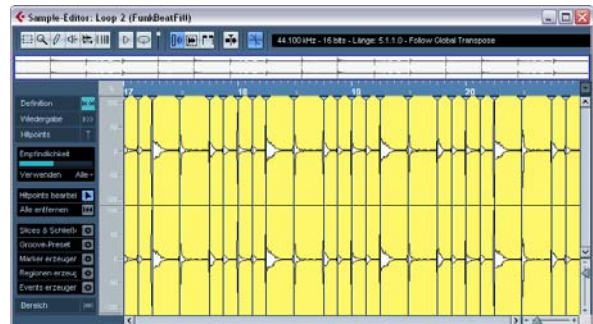 Sample-Editor: Loop 2 (FunkBeatFill)
44.100 kHz - 16 bits - Länge: 5.1.1.0 - Follow Global Transpose
17 18 19 20
Definition
Wiedergabe
Hitpoints
Empfindlichkeit
Verwenden Alle
Hitpoints bearbei
Alle entfernen
Slices & Schließ
Groove-Preset
Marker erzeuger
Regionen erzeug
Events erzeuger
Bereich